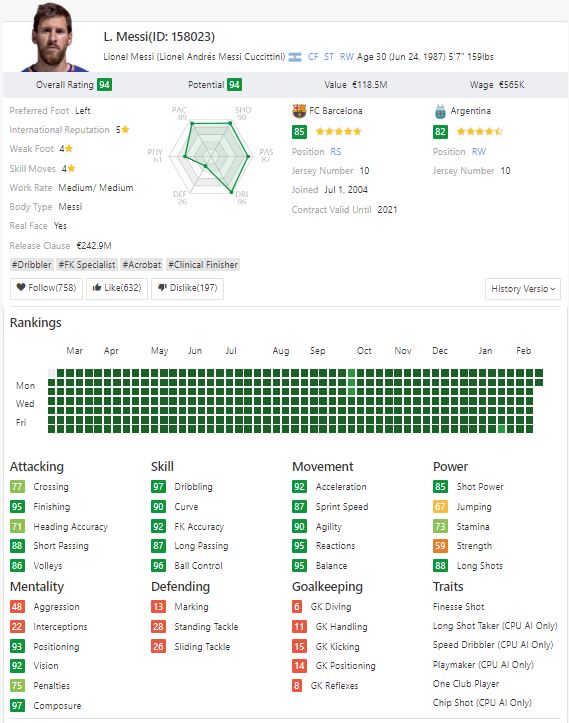 L. Messi(ID: 158023)
Lionel Messi (Lionel Andrés Messi Cuccittini) CF ST RW Age 30 (Jun 24, 1987) 5'7" 159lbs
Overall Rating 94 Potential 94 Value €118.5M Wage €565K
Preferred Foot Left
International Reputation 5
Weak Foot 4
Skill Moves 4
Work Rate Medium/ Medium
Body Type Messi
Real Face Yes
Release Clause €242.9M
PAC 89
SHO 90
PHY 61
PAS 87
DEF 26
DRI 96
FC Barcelona
85
Position RS
Jersey Number 10
Joined Jul 1, 2004
Contract Valid Until 2021
Argentina
82
Position RW
Jersey Number 10
#Dribbler #FK Specialist #Acrobat #Clinical Finisher
Follow(758) Like(632) Dislike(197) History Versio
Rankings
Mar Apr May Jun Jul Aug Sep Oct Nov Dec Jan Feb
Mon
Wed
Fri
Attacking
77 Crossing
95 Finishing
71 Heading Accuracy
88 Short Passing
86 Volleys
Skill
97 Dribbling
90 Curve
92 FK Accuracy
87 Long Passing
96 Ball Control
Movement
92 Acceleration
87 Sprint Speed
90 Agility
95 Reactions
95 Balance
Power
85 Shot Power
67 Jumping
73 Stamina
59 Strength
88 Long Shots
Mentality
48 Aggression
22 Interceptions
93 Positioning
92 Vision
75 Penalties
97 Composure
Defending
13 Marking
28 Standing Tackle
26 Sliding Tackle
Goalkeeping
6 GK Diving
11 GK Handling
15 GK Kicking
14 GK Positioning
8 GK Reflexes
Traits
Finesse Shot
Long Shot Taker (CPU AI Only)
Speed Dribbler (CPU AI Only)
Playmaker (CPU AI Only)
One Club Player
Chip Shot (CPU AI Only)